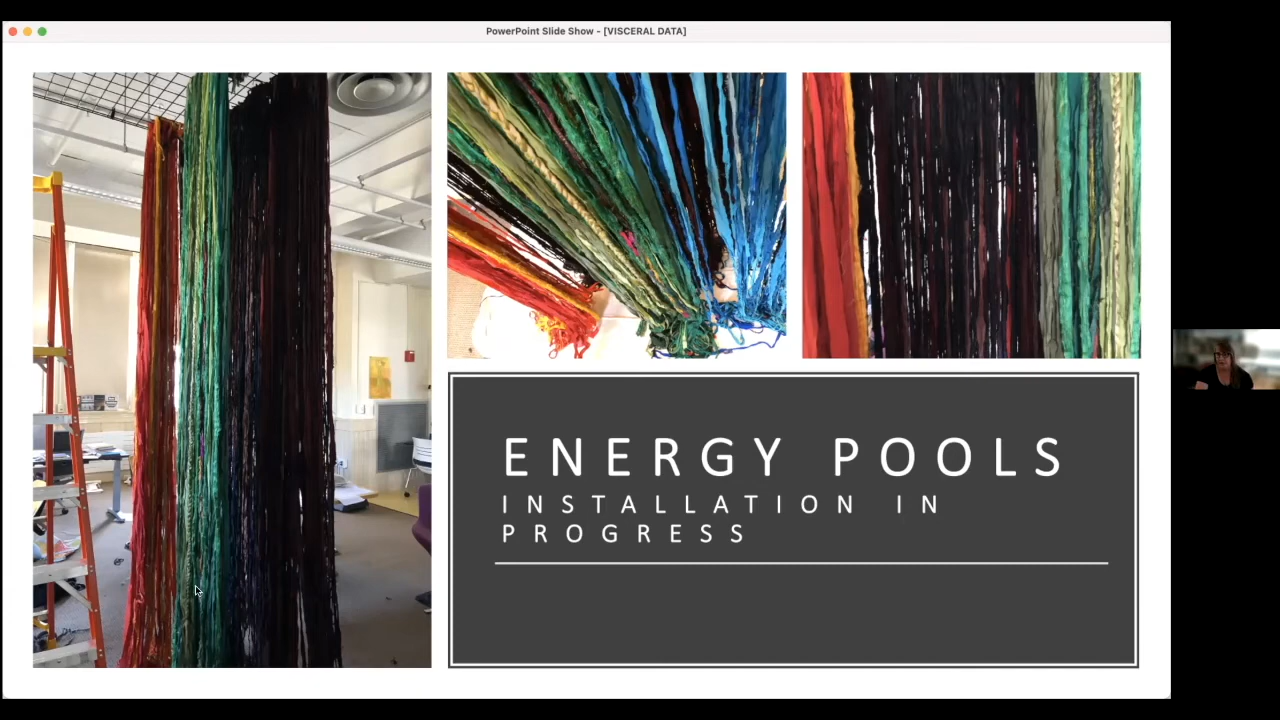 PowerPoint Slide Show - [VISCERAL DATA]
ENERGY POOLS
INSTALLATION IN
PROGRESS